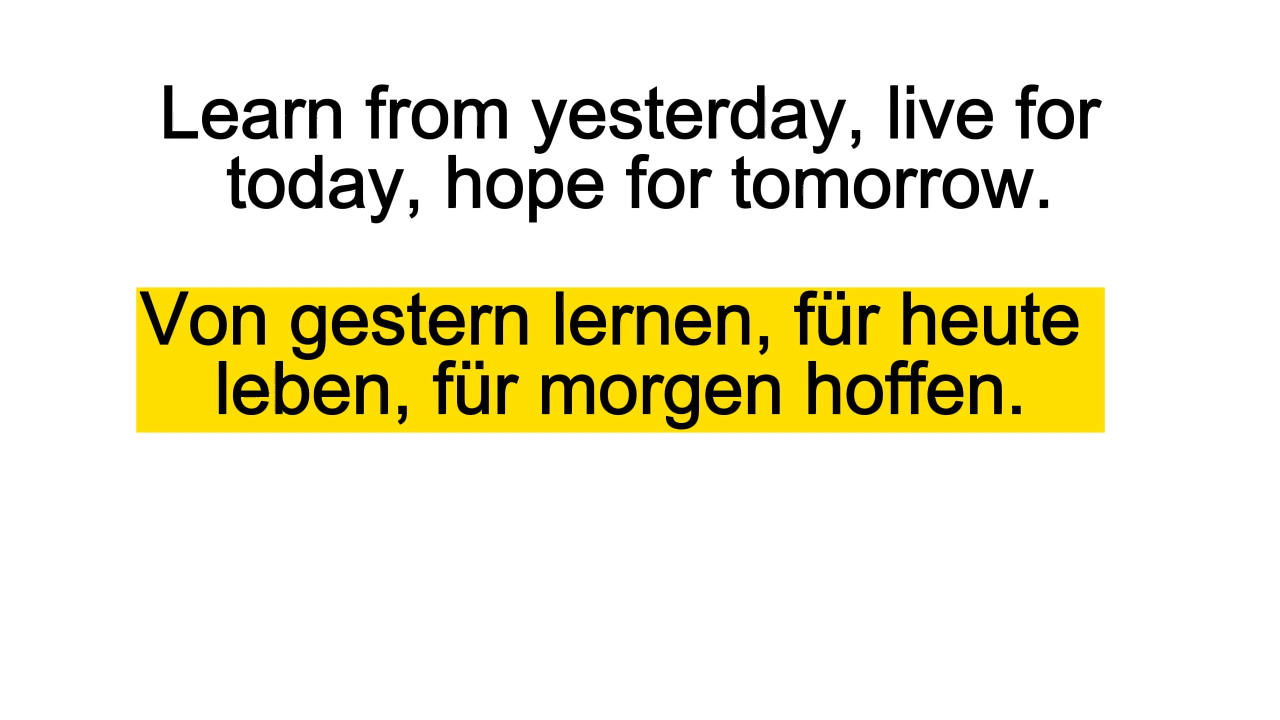 Learn from yesterday, live for
today, hope for tomorrow.
Von gestern lernen, für heute
leben, für morgen hoffen.